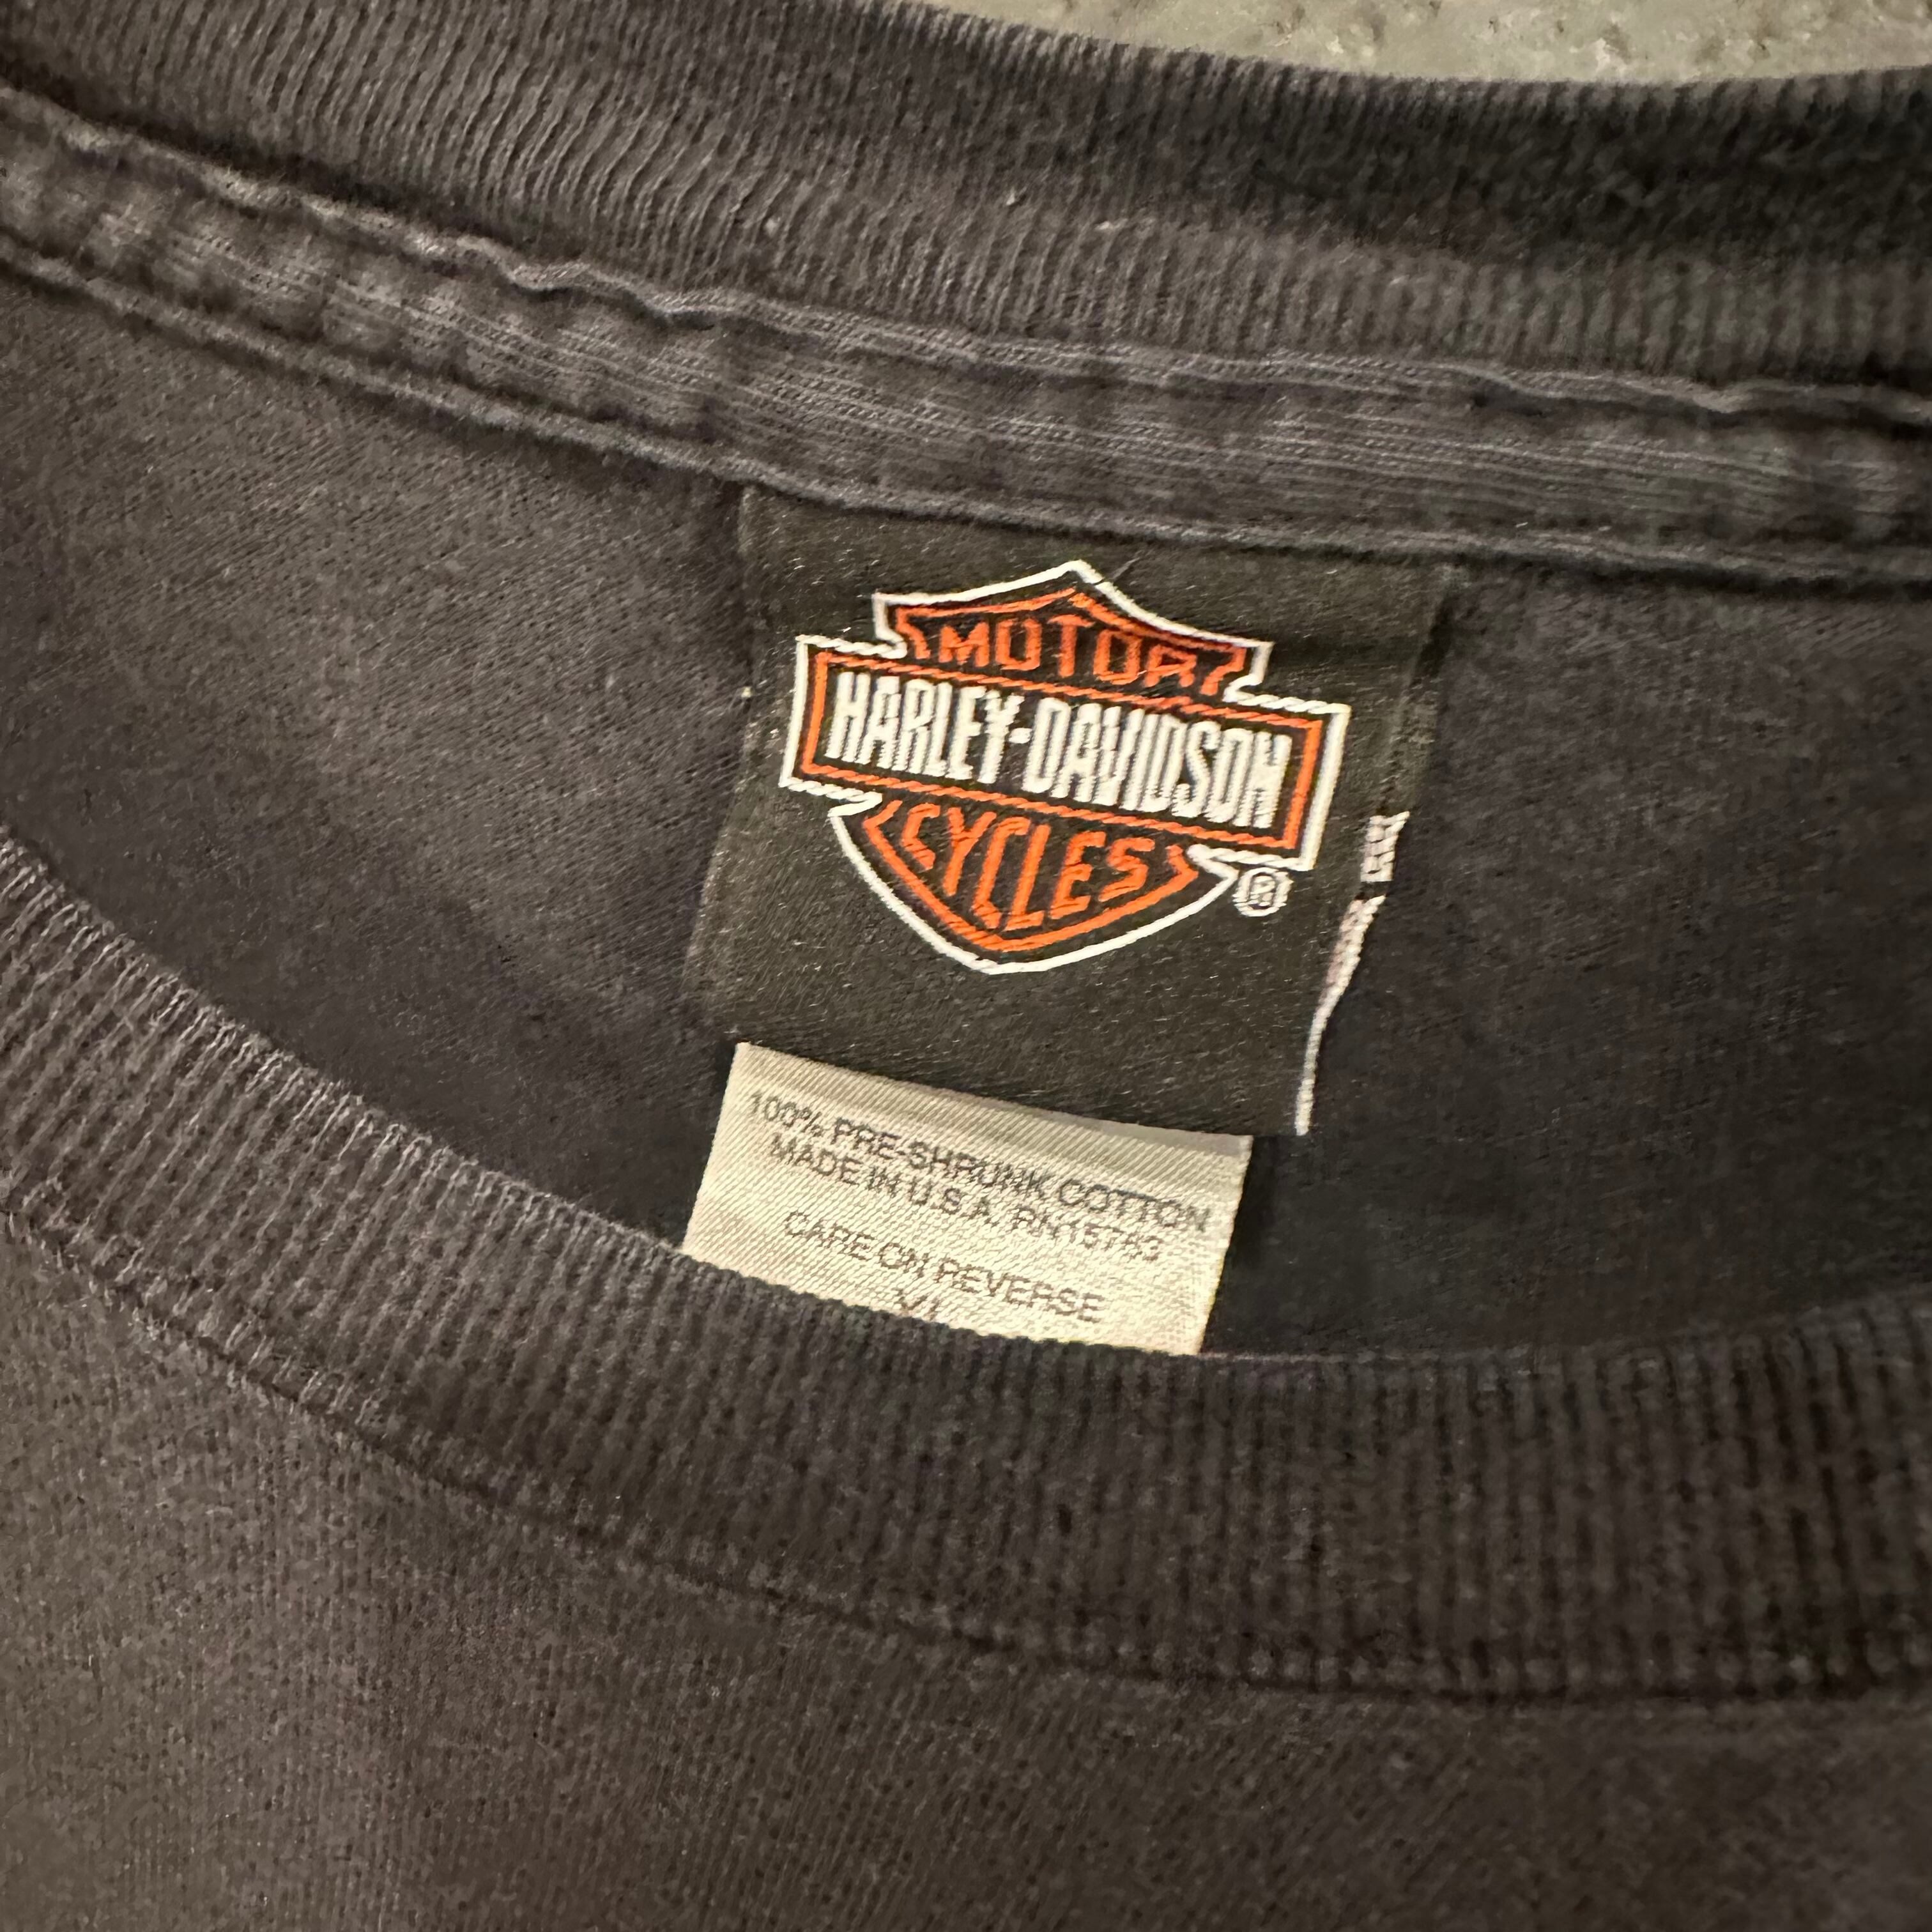 MOTOR
HARLEY-DAVIDSON
CYCLES
®
100% PRE-SHRUNK COTTON
MADE IN U.S.A. RN15763
CARE ON REVERSE
XL